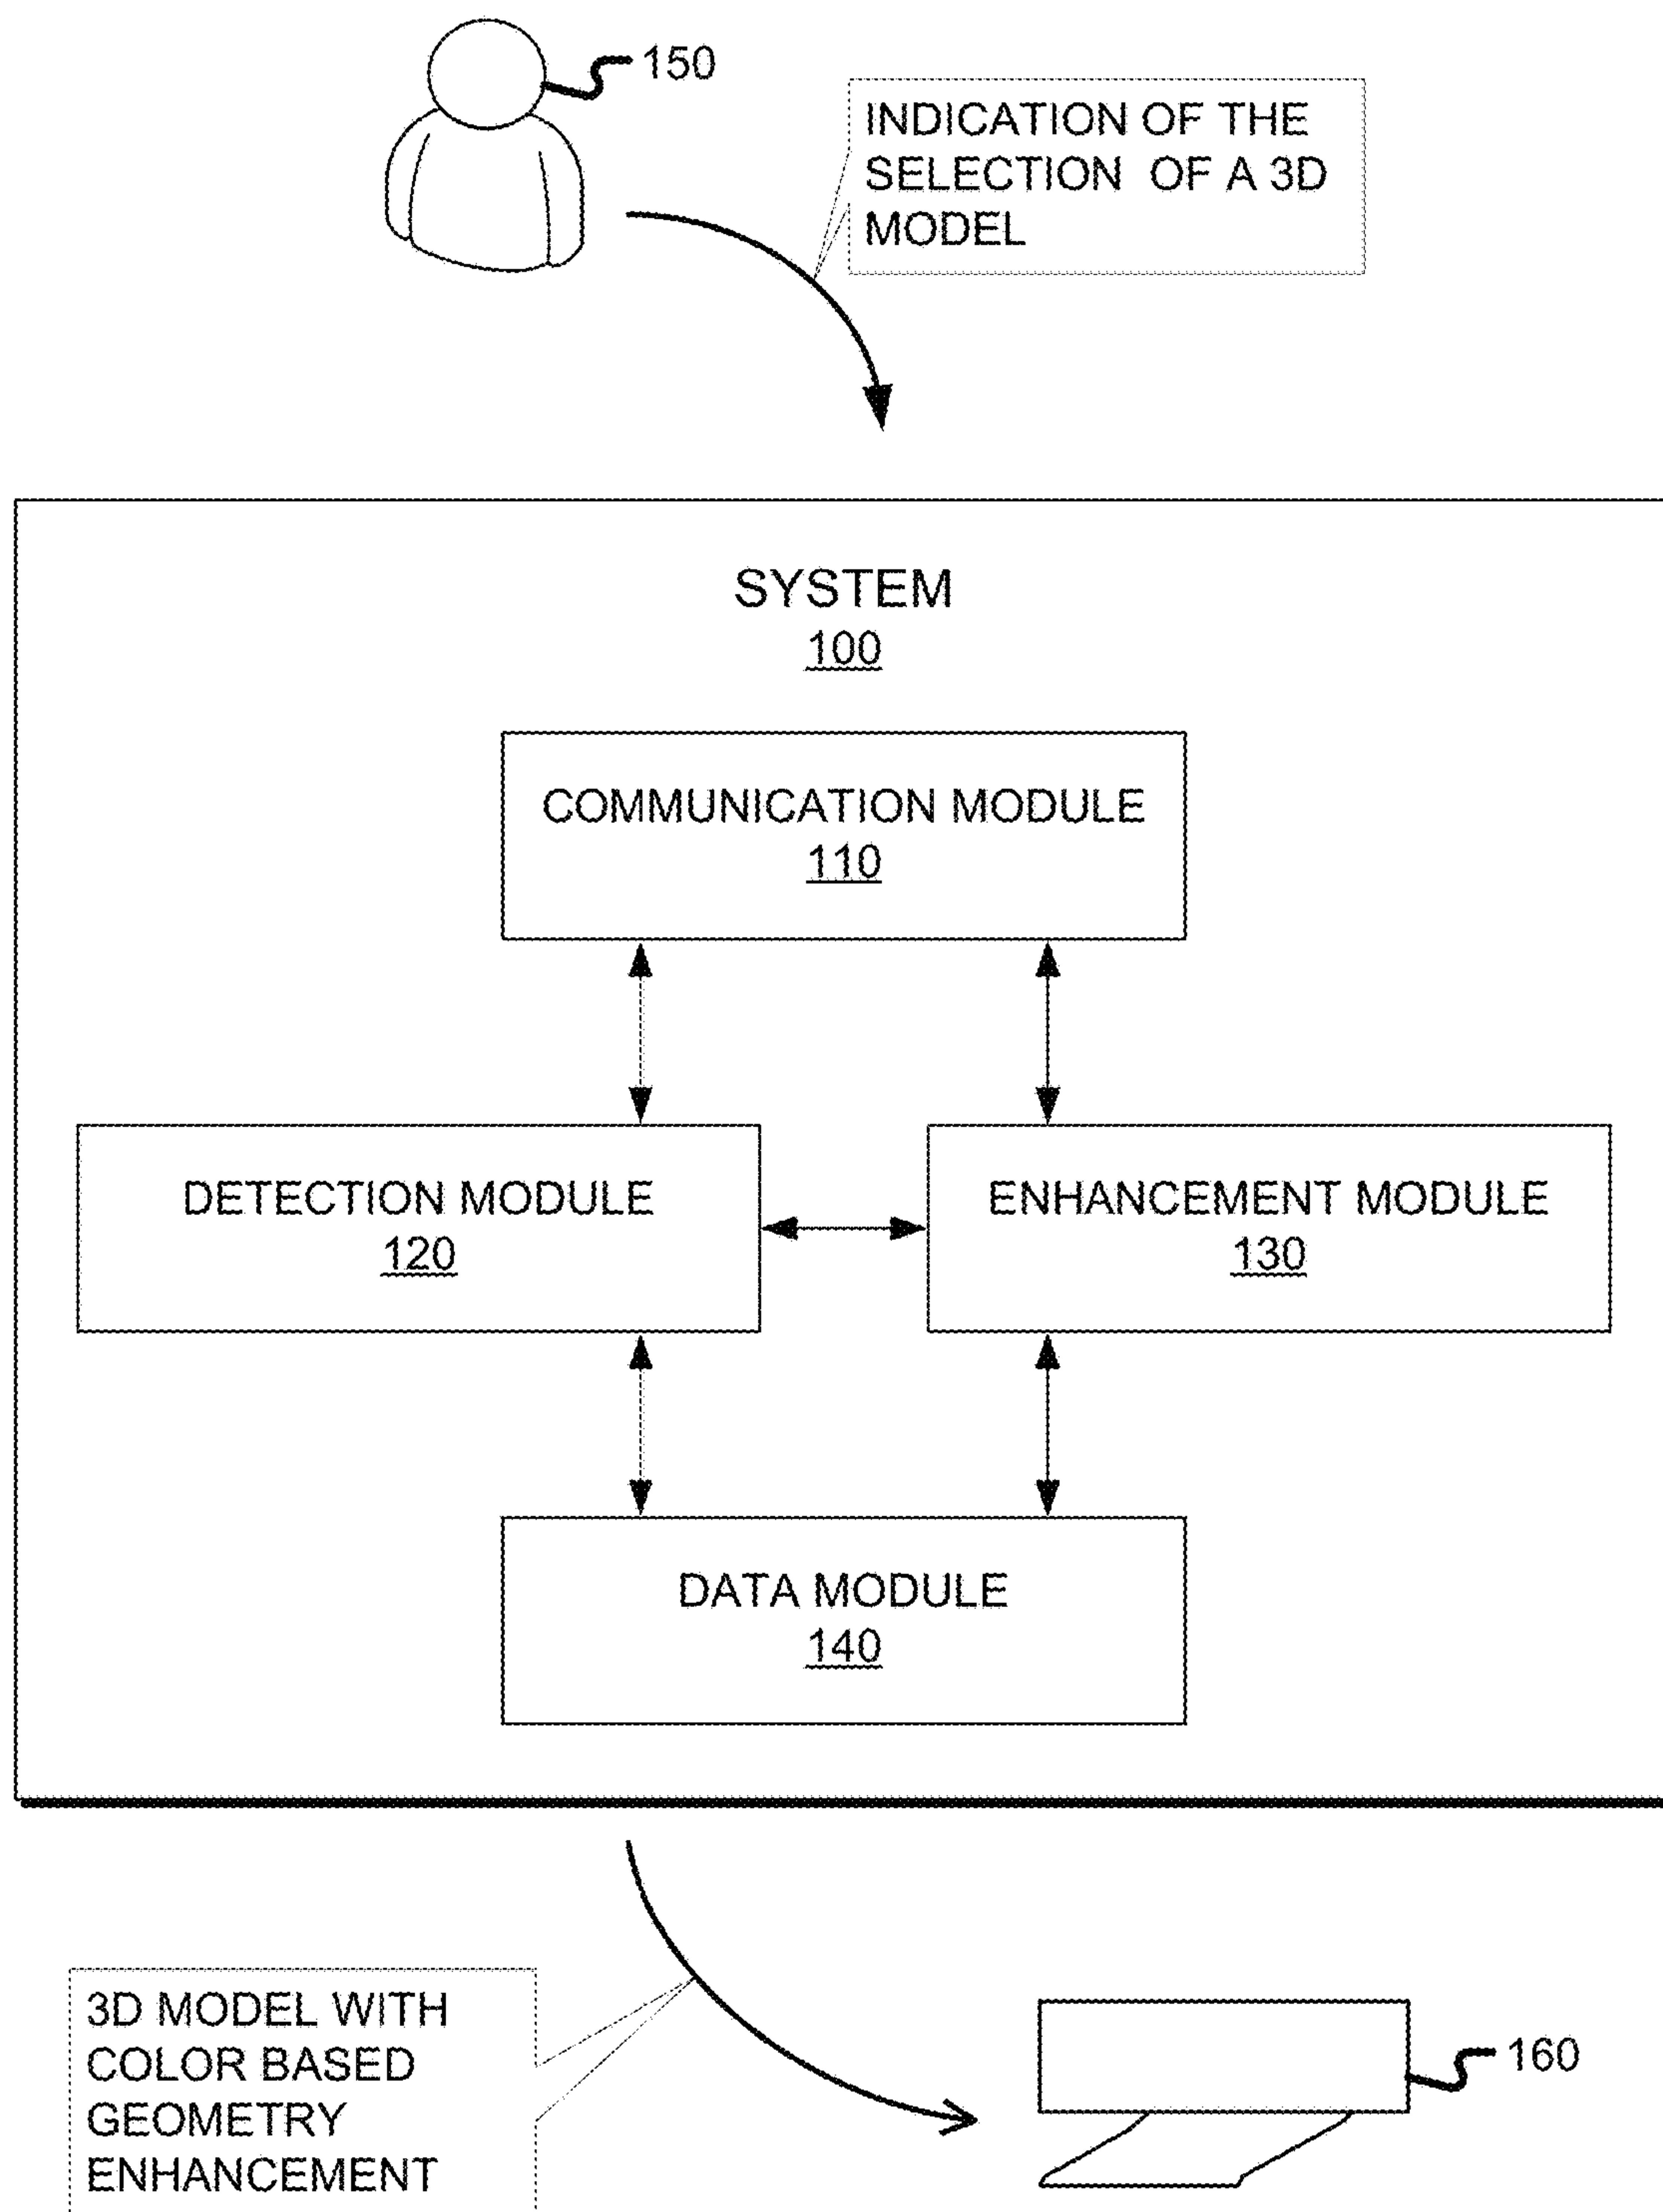 150
INDICATION OF THE
SELECTION OF A 3D
MODEL
SYSTEM
100
COMMUNICATION MODULE
110
DETECTION MODULE
120
ENHANCEMENT MODULE
130
DATA MODULE
140
3D MODEL WITH
COLOR BASED
GEOMETRY
ENHANCEMENT
160